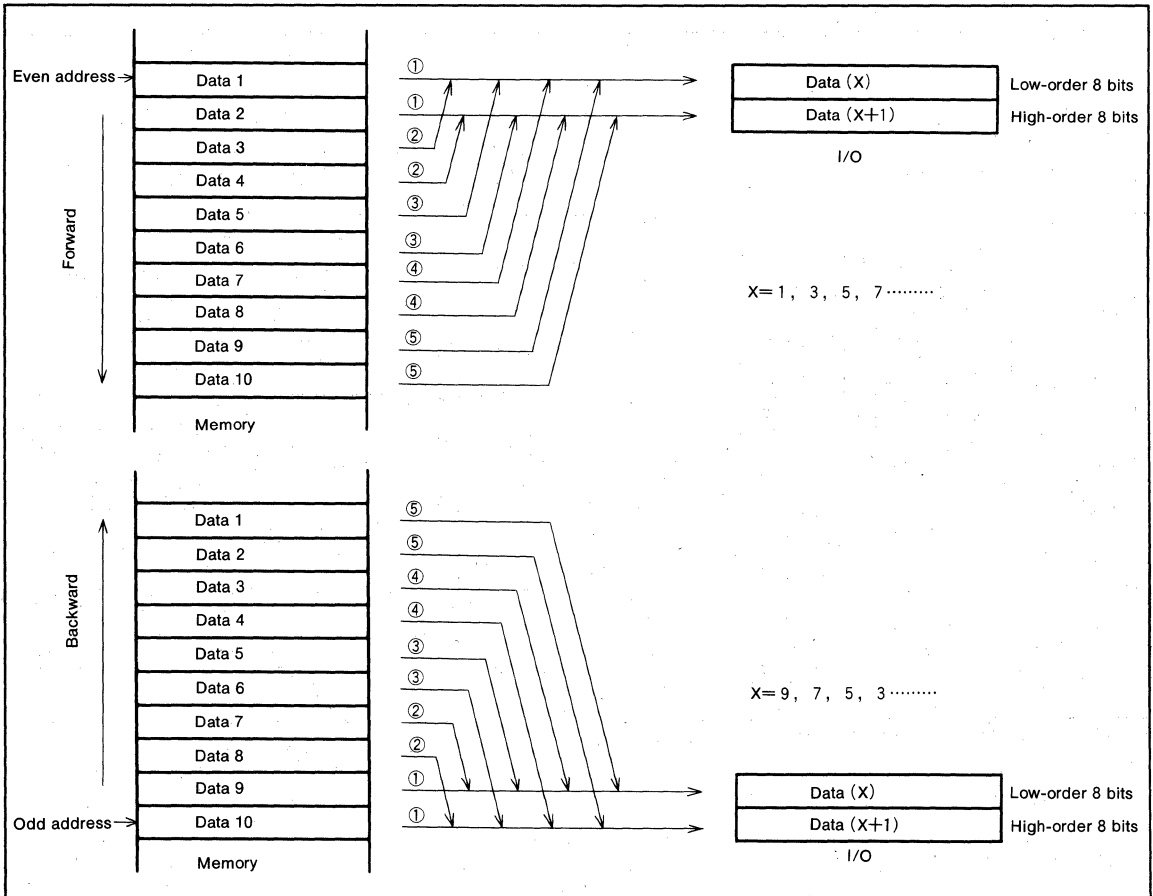 Even address
Data 1
Data 2
Data 3
Data 4
Data 5
Data 6
Data 7
Data 8
Data 9
Data 10
Memory
Forward
①
①
②
②
③
③
④
④
⑤
⑤
Data (X)
Low-order 8 bits
Data (X+1)
High-order 8 bits
I/O
X=1, 3, 5, 7·········
Backward
Data 1
Data 2
Data 3
Data 4
Data 5
Data 6
Data 7
Data 8
Data 9
Odd address
Data 10
Memory
⑤
⑤
④
④
③
③
②
②
①
①
X=9, 7, 5, 3·········
Data (X)
Low-order 8 bits
Data (X+1)
High-order 8 bits
I/O